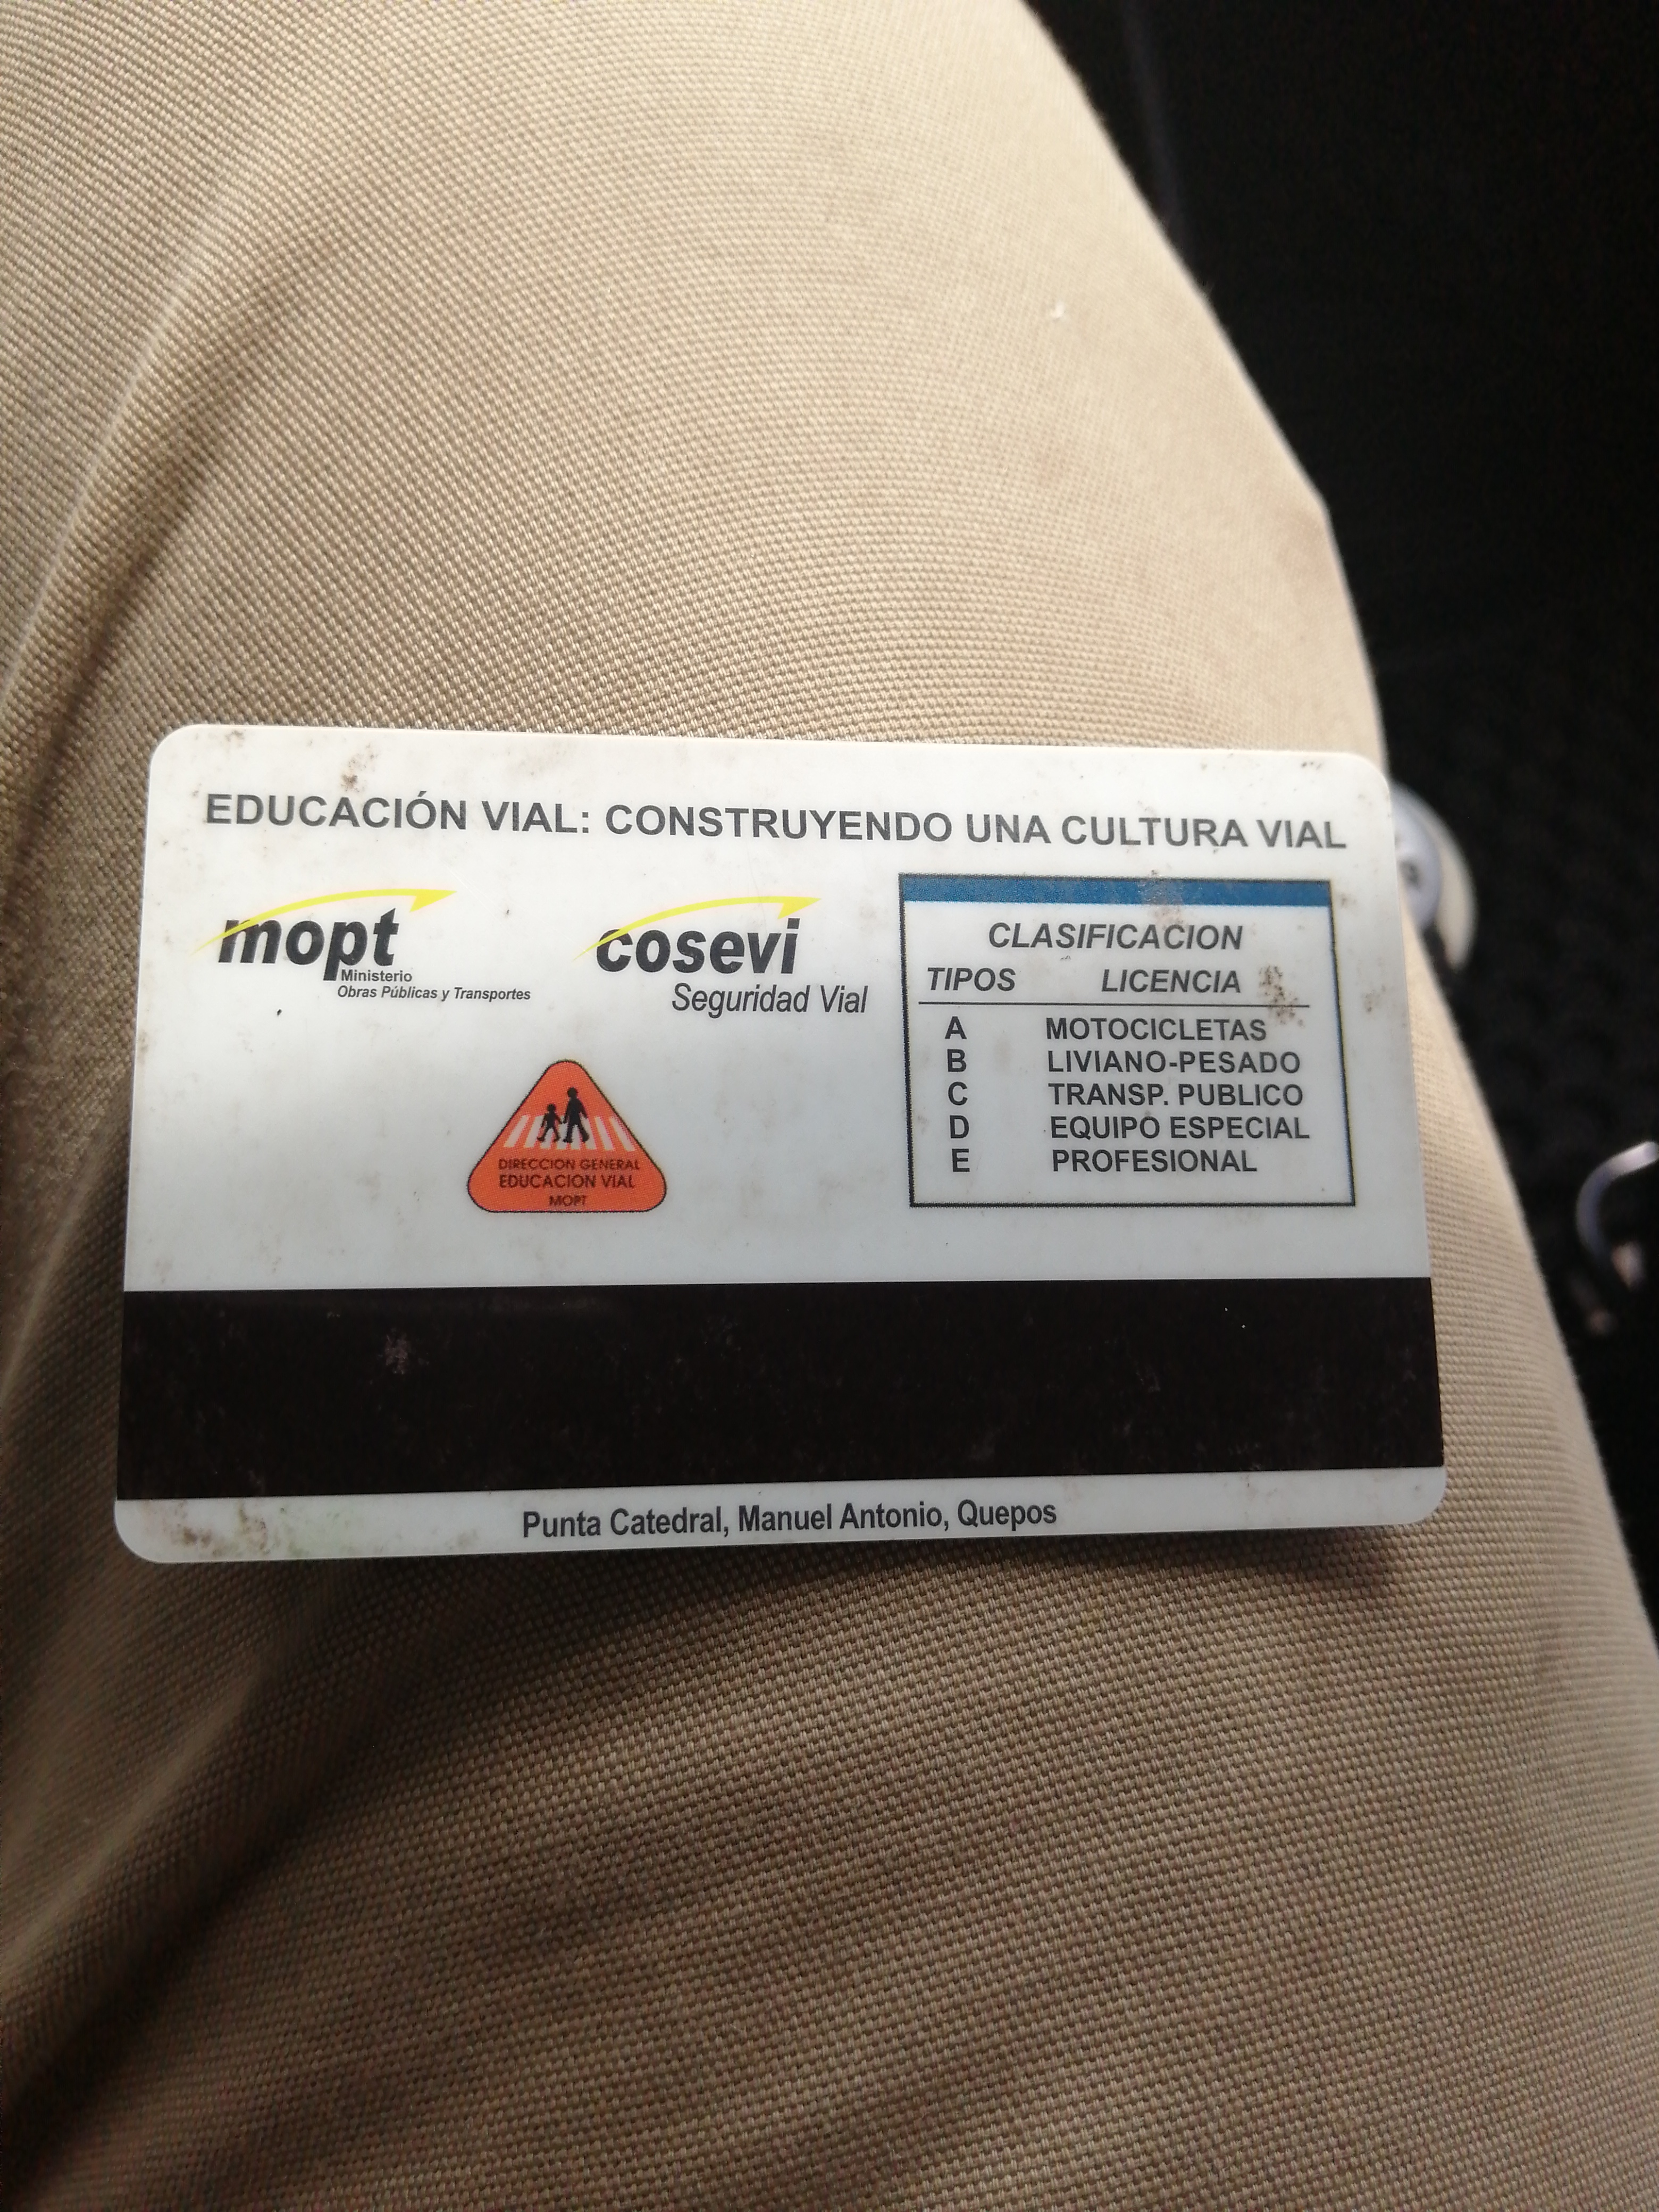 EDUCACIÓN VIAL: CONSTRUYENDO UNA CULTURA VIAL
mopt
Ministerio
Obras Públicas y Transportes
cosevi
Seguridad Vial
DIRECCION GENERAL
EDUCACION VIAL
MOPT
CLASIFICACION
TIPOS LICENCIA
A MOTOCICLETAS
B LIVIANO-PESADO
C TRANSP. PUBLICO
D EQUIPO ESPECIAL
E PROFESIONAL
Punta Catedral, Manuel Antonio, Quepos